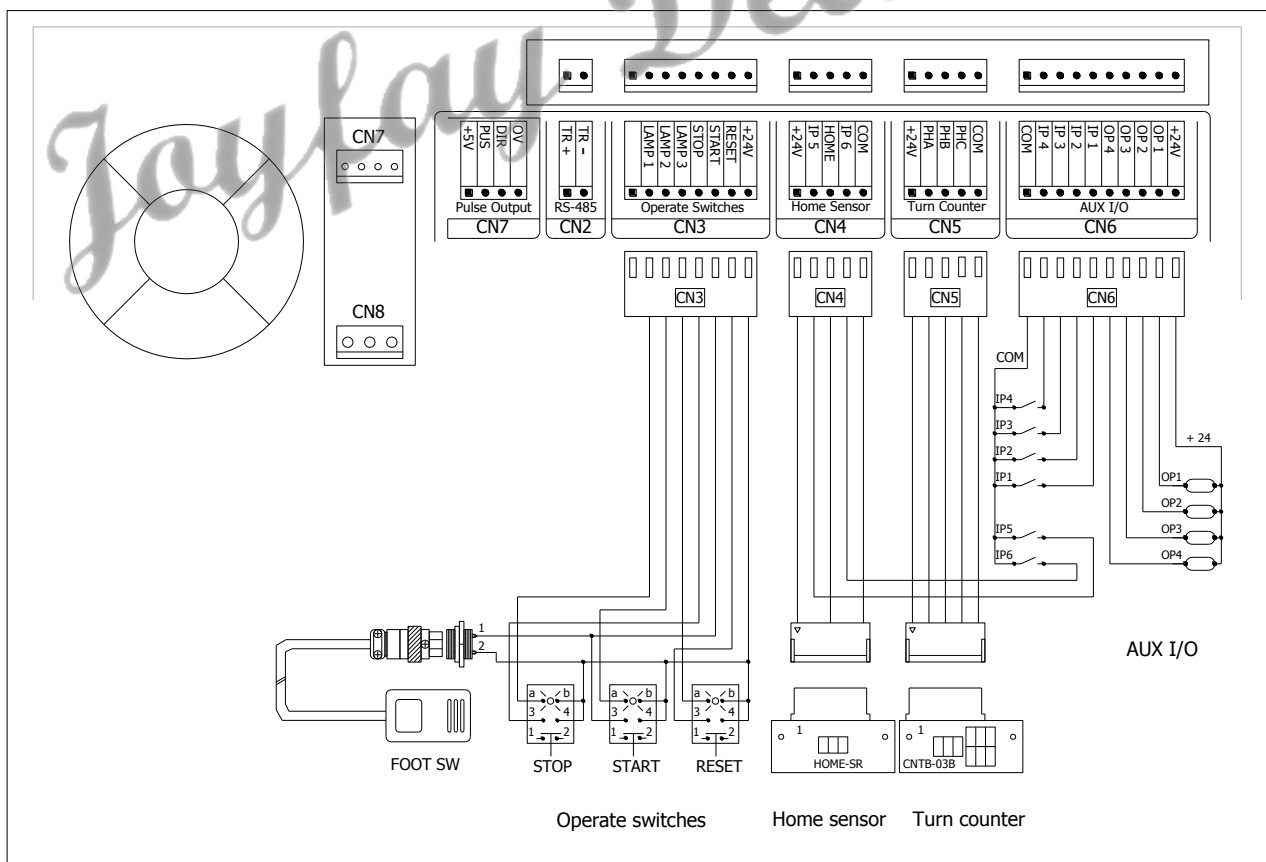 Joyfay De
CN7
CN8
+5V
PUS
DIR
OV
Pulse Output
CN7
TR +
TR -
RS-485
CN2
LAMP 1
LAMP 2
LAMP 3
STOP
START
RESET
+24V
Operate Switches
CN3
+24V
IP 5
HOME
IP 6
COM
Home Sensor
CN4
+24V
PHA
PHB
PHC
COM
Turn Counter
CN5
COM
IP 4
IP 3
IP 2
IP 1
OP 4
OP 3
OP 2
OP 1
+24V
AUX I/O
CN6
CN3
CN4
CN5
CN6
COM
IP4
IP3
IP2
IP1
IP5
IP6
+ 24
OP1
OP2
OP3
OP4
AUX I/O
1
2
FOOT SW
a b
3 4
1 2
STOP
a b
3 4
1 2
START
a b
3 4
1 2
RESET
1
HOME-SR
1
CNTB-03B
Operate switches
Home sensor
Turn counter